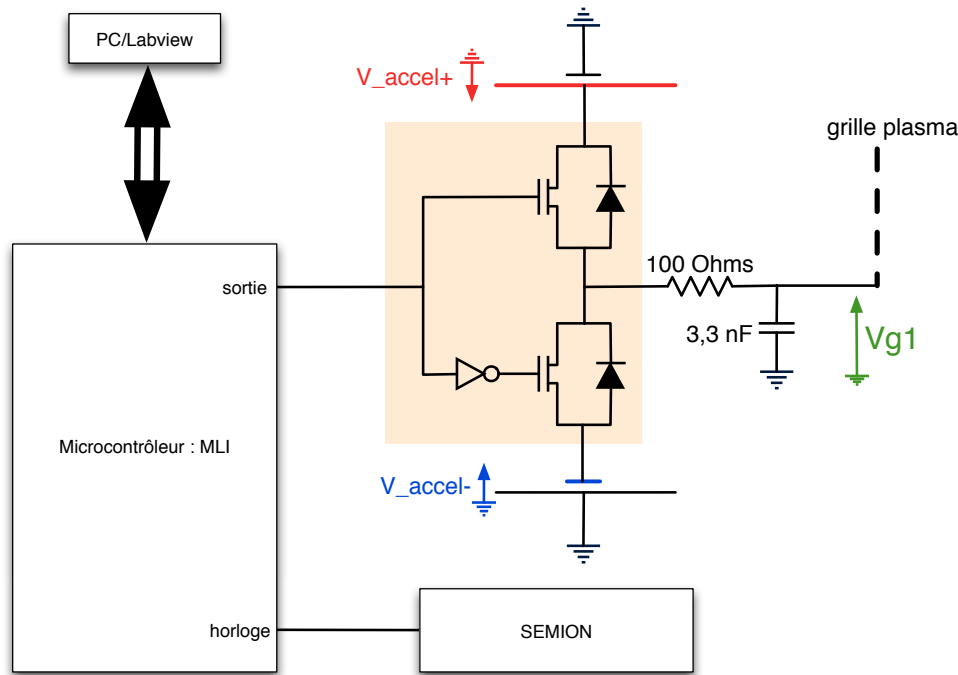 PC/Labview
V_accel+
grille plasma
sortie
100 Ohms
3,3 nF
Vg1
Microcontrôleur : MLI
V_accel-
horloge
SEMION